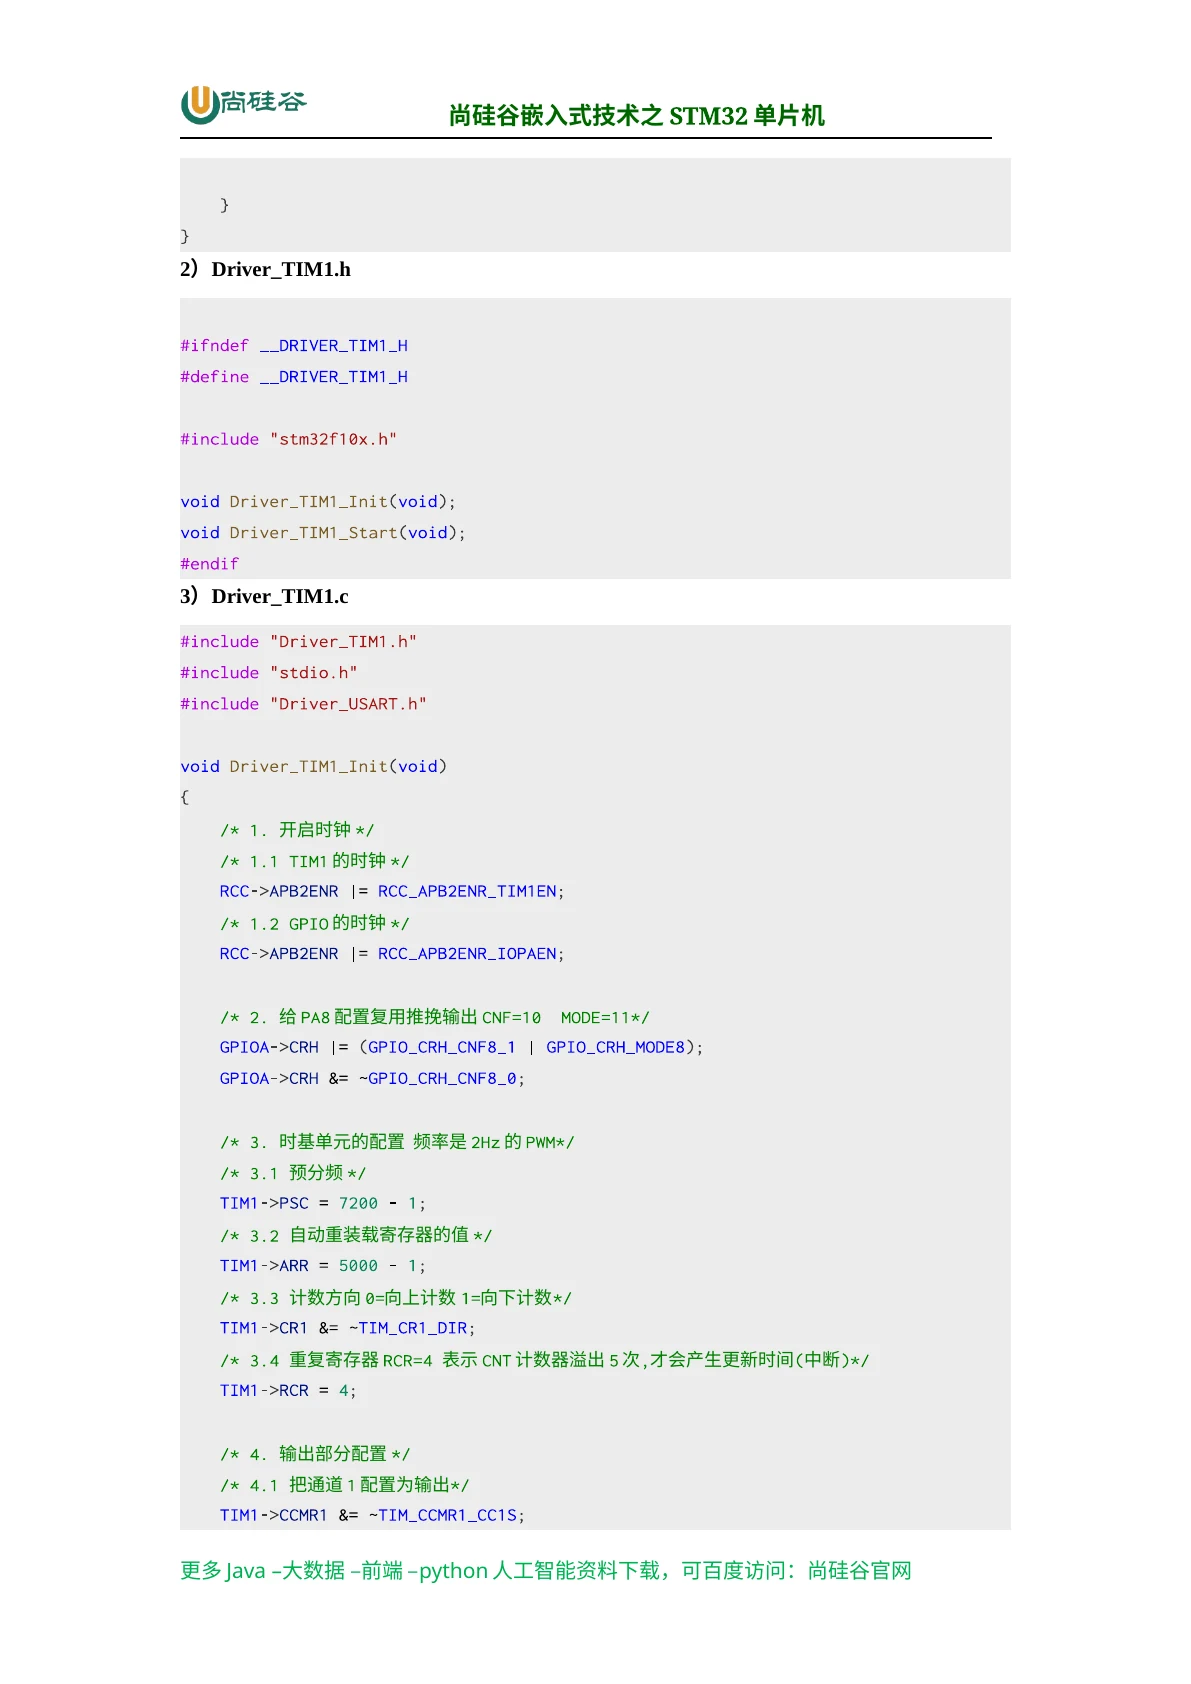 尚硅谷
尚硅谷嵌入式技术之 STM32 单片机
    }
}
2）Driver_TIM1.h
#ifndef __DRIVER_TIM1_H
#define __DRIVER_TIM1_H
#include "stm32f10x.h"
void Driver_TIM1_Init(void);
void Driver_TIM1_Start(void);
#endif
3）Driver_TIM1.c
#include "Driver_TIM1.h"
#include "stdio.h"
#include "Driver_USART.h"
void Driver_TIM1_Init(void)
{
    /* 1. 开启时钟 */
    /* 1.1 TIM1 的时钟 */
    RCC->APB2ENR |= RCC_APB2ENR_TIM1EN;
    /* 1.2 GPIO 的时钟 */
    RCC->APB2ENR |= RCC_APB2ENR_IOPAEN;
    /* 2. 给 PA8 配置复用推挽输出 CNF=10  MODE=11*/
    GPIOA->CRH |= (GPIO_CRH_CNF8_1 | GPIO_CRH_MODE8);
    GPIOA->CRH &= ~GPIO_CRH_CNF8_0;
    /* 3. 时基单元的配置 频率是 2Hz 的 PWM*/
    /* 3.1 预分频 */
    TIM1->PSC = 7200 - 1;
    /* 3.2 自动重装载寄存器的值 */
    TIM1->ARR = 5000 - 1;
    /* 3.3 计数方向 0=向上计数 1=向下计数*/
    TIM1->CR1 &= ~TIM_CR1_DIR;
    /* 3.4 重复寄存器 RCR=4 表示 CNT 计数器溢出 5 次,才会产生更新时间(中断)*/
    TIM1->RCR = 4;
    /* 4. 输出部分配置 */
    /* 4.1 把通道 1 配置为输出*/
    TIM1->CCMR1 &= ~TIM_CCMR1_CC1S;
更多 Java –大数据 –前端 –python 人工智能资料下载，可百度访问：尚硅谷官网